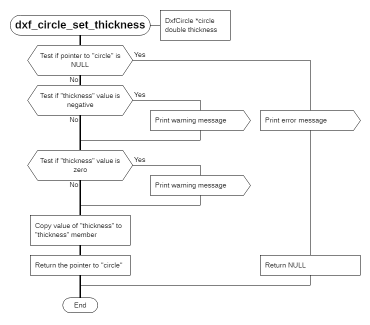 dxf_circle_set_thickness
DxfCircle *circle
double thickness
Test if pointer to "circle" is
NULL
Yes
No
Test if "thickness" value is
negative
Yes
No
Print warning message
Print error message
Test if "thickness" value is
zero
Yes
No
Print warning message
Copy value of "thickness" to
"thickness" member
Return the pointer to "circle"
Return NULL
End